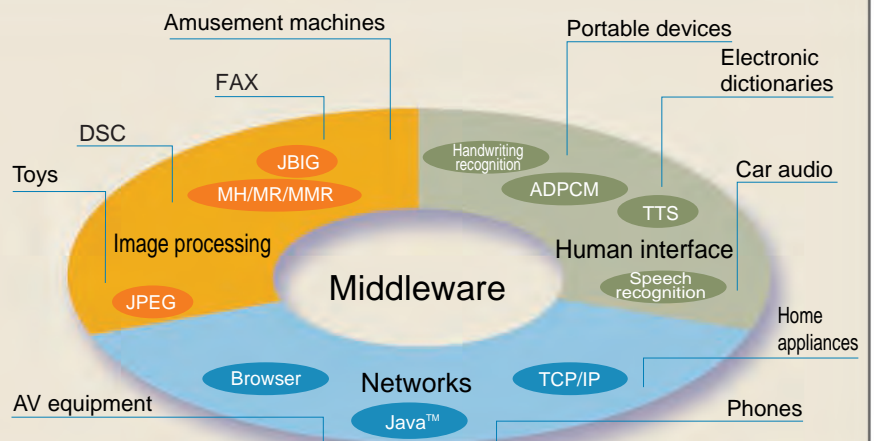 Amusement machines
Portable devices
Electronic
dictionaries
FAX
DSC
Toys
Car audio
JBIG
MH/MR/MMR
Image processing
JPEG
Handwriting
recognition
ADPCM
TTS
Human interface
Speech
recognition
Middleware
Home
appliances
Browser
Networks
TCP/IP
Java™
AV equipment
Phones